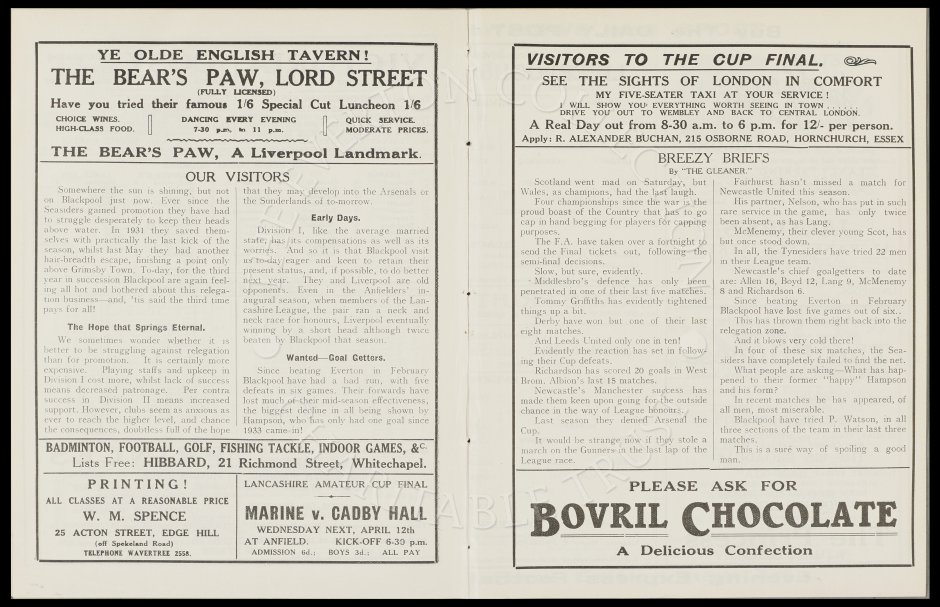 YE OLDE ENGLISH TAVERN!
THE BEAR'S PAW, LORD STREET
(FULLY LICENSED)
Have you tried their famous 1/6 Special Cut Luncheon 1/6
CHOICE WINES.
HIGH-CLASS FOOD.
DANCING EVERY EVENING
7-30 p.m. to 11 p.m.
QUICK SERVICE.
MODERATE PRICES.
THE BEAR'S PAW, A Liverpool Landmark.
OUR VISITORS
Somewhere the sun is shining, but not
on Blackpool just now. Ever since the
Seasiders gained promotion they have had
to struggle desperately to keep their heads
above water. In 1931 they saved them-
selves with practically the last kick of the
season, whilst last May they had another
hair-breadth escape, finishing a point only
above Grimsby Town. To-day, for the third
year in succession Blackpool are again feel-
ing all hot and bothered about this relega-
tion business—and, 'tis said the third time
pays for all!
The Hope that Springs Eternal.
We sometimes wonder whether it is
better to be struggling against relegation
than for promotion. It is certainly more
expensive. Playing staffs and upkeep in
Division I cost more, whilst lack of success
means decreased patronage. Per contra
success in Division II means increased
support. However, clubs seem as anxious as
ever to reach the higher level, and chance
the consequences, doubtless full of the hope
that they may develop into the Arsenals or
the Sunderlands of to-morrow.
Early Days.
Division I, like the average married
state, has its compensations as well as its
worries. And so it is that Blackpool visit
us to-day eager and keen to retain their
present status, and, if possible, to do better
next year. They and Liverpool are old
opponents. Even in the Anfielders' in-
augural season, when members of the Lan-
cashire League, the pair ran a neck and
neck race for honours, Liverpool eventually
winning by a short head although twice
beaten by Blackpool that season.
Wanted—Goal Getters.
Since beating Everton in February
Blackpool have had a bad run, with five
defeats in six games. Their forwards have
lost much of their mid-season effectiveness,
the biggest decline in all being shown by
Hampson, who has only had one goal since
1933 came in!
BADMINTON, FOOTBALL, GOLF, FISHING TACKLE, INDOOR GAMES, &c.
Lists Free: HIBBARD, 21 Richmond Street, Whitechapel.
PRINTING!
ALL CLASSES AT A REASONABLE PRICE
W. M. SPENCE
25 ACTON STREET, EDGE HILL
(off Spekeland Road)
TELEPHONE WAVERTREE 2558.
LANCASHIRE AMATEUR CUP FINAL
MARINE v. CADBY HALL
WEDNESDAY NEXT, APRIL 12th
AT ANFIELD. KICK-OFF 6-30 p.m.
ADMISSION 6d.: BOYS 3d.: ALL PAY
VISITORS TO THE CUP FINAL.
SEE THE SIGHTS OF LONDON IN COMFORT
MY FIVE-SEATER TAXI AT YOUR SERVICE!
I WILL SHOW YOU EVERYTHING WORTH SEEING IN TOWN......
DRIVE YOU OUT TO WEMBLEY AND BACK TO CENTRAL LONDON.
A Real Day out from 8-30 a.m. to 6 p.m. for 12/- per person.
Apply: R. ALEXANDER BUCHAN, 215 OSBORNE ROAD, HORNCHURCH, ESSEX
BREEZY BRIEFS
By "THE GLEANER."
Scotland went mad on Saturday, but
Wales, as champions, had the last laugh.
Four championships since the war is the
proud boast of the Country that has to go
cap in hand begging for players for capping
purposes.
The F.A. have taken over a fortnight to
send the Final tickets out, following the
semi-final decisions.
Slow, but sure, evidently.
Middlesbro's defence has only been
penetrated in one of their last five matches.
Tommy Griffiths has evidently tightened
things up a bit.
Derby have won but one of their last
eight matches.
And Leeds United only one in ten!
Evidently the reaction has set in follow-
ing their Cup defeats.
Richardson has scored 20 goals in West
Brom. Albion's last 15 matches.
Newcastle's Manchester success has
made them keen upon going for the outside
chance in the way of League honours.
Last season they denied Arsenal the
Cup.
It would be strange now if they stole a
march on the Gunners in the last lap of the
League race.
Fairhurst hasn't missed a match for
Newcastle United this season.
His partner, Nelson, who has put in such
rare service in the game, has only twice
been absent, as has Lang.
McMenemy, their clever young Scot, has
but once stood down.
In all, the Tynesiders have tried 22 men
in their League team.
Newcastle's chief goalgetters to date
are: Allen 16, Boyd 12, Lang 9, McMenemy
8 and Richardson 6.
Since beating Everton in February
Blackpool have lost five games out of six..
This has thrown them right back into the
relegation zone.
And it blows very cold there!
In four of these six matches, the Sea-
siders have completely failed to find the net.
What people are asking—What has hap-
pened to their former "happy" Hampson
and his form?
In recent matches he has appeared, of
all men, most miserable.
Blackpool have tried P. Watson, in all
three sections of the team in their last three
matches.
This is a sure way of spoiling a good
man.
PLEASE ASK FOR
BOVRIL CHOCOLATE
A Delicious Confection